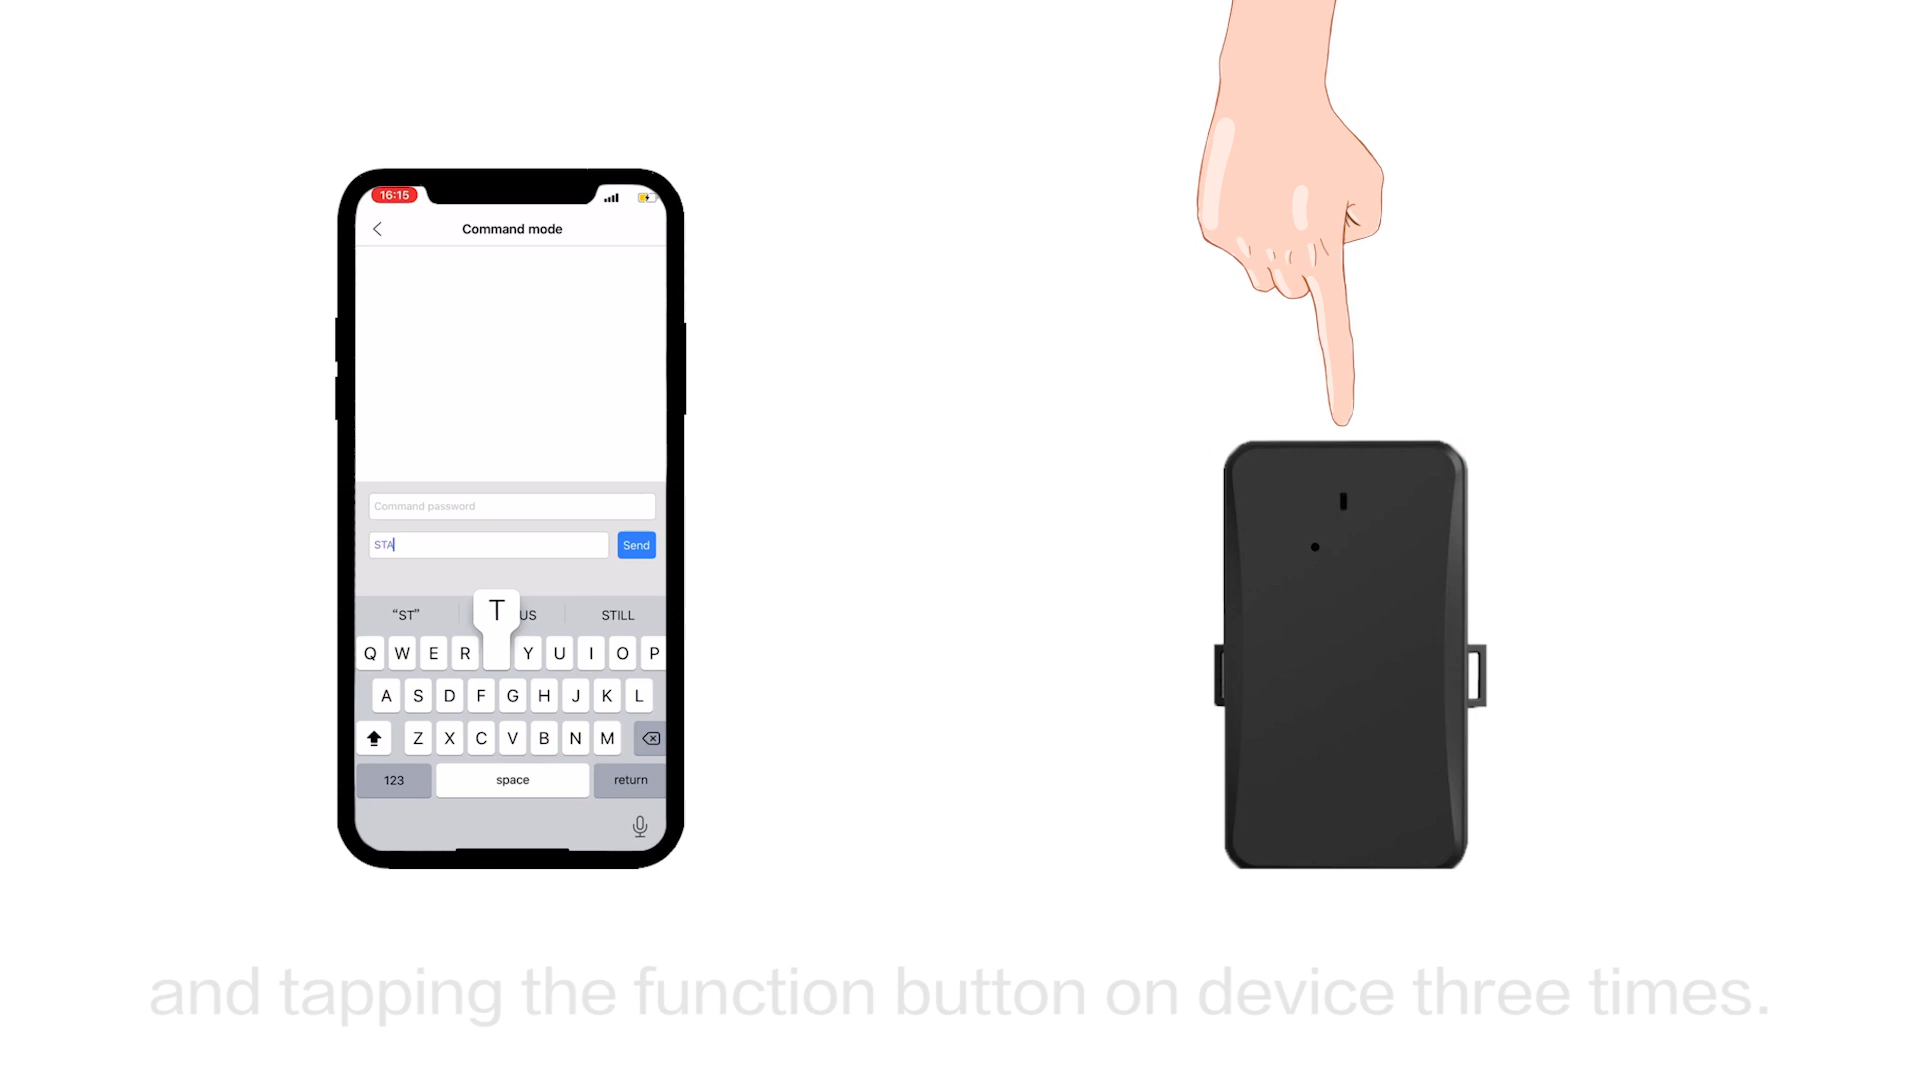 16:15
Command mode
Command password
STA
Send
“ST”
US
STILL
T
Q W E R Y U I O P
A S D F G H J K L
Z X C V B N M
123
space
return
and tapping the function button on device three times.